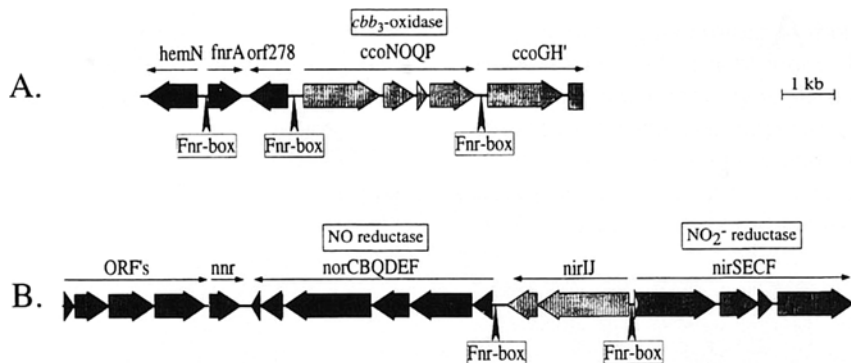 cbb₃-oxidase
hemN fnrA orf278 ccoNOQP ccoGH'
A.
1 kb
Fnr-box Fnr-box Fnr-box
NO reductase NO₂⁻ reductase
ORF's nnr norCBQDEF nirIJ nirSECF
B.
Fnr-box Fnr-box